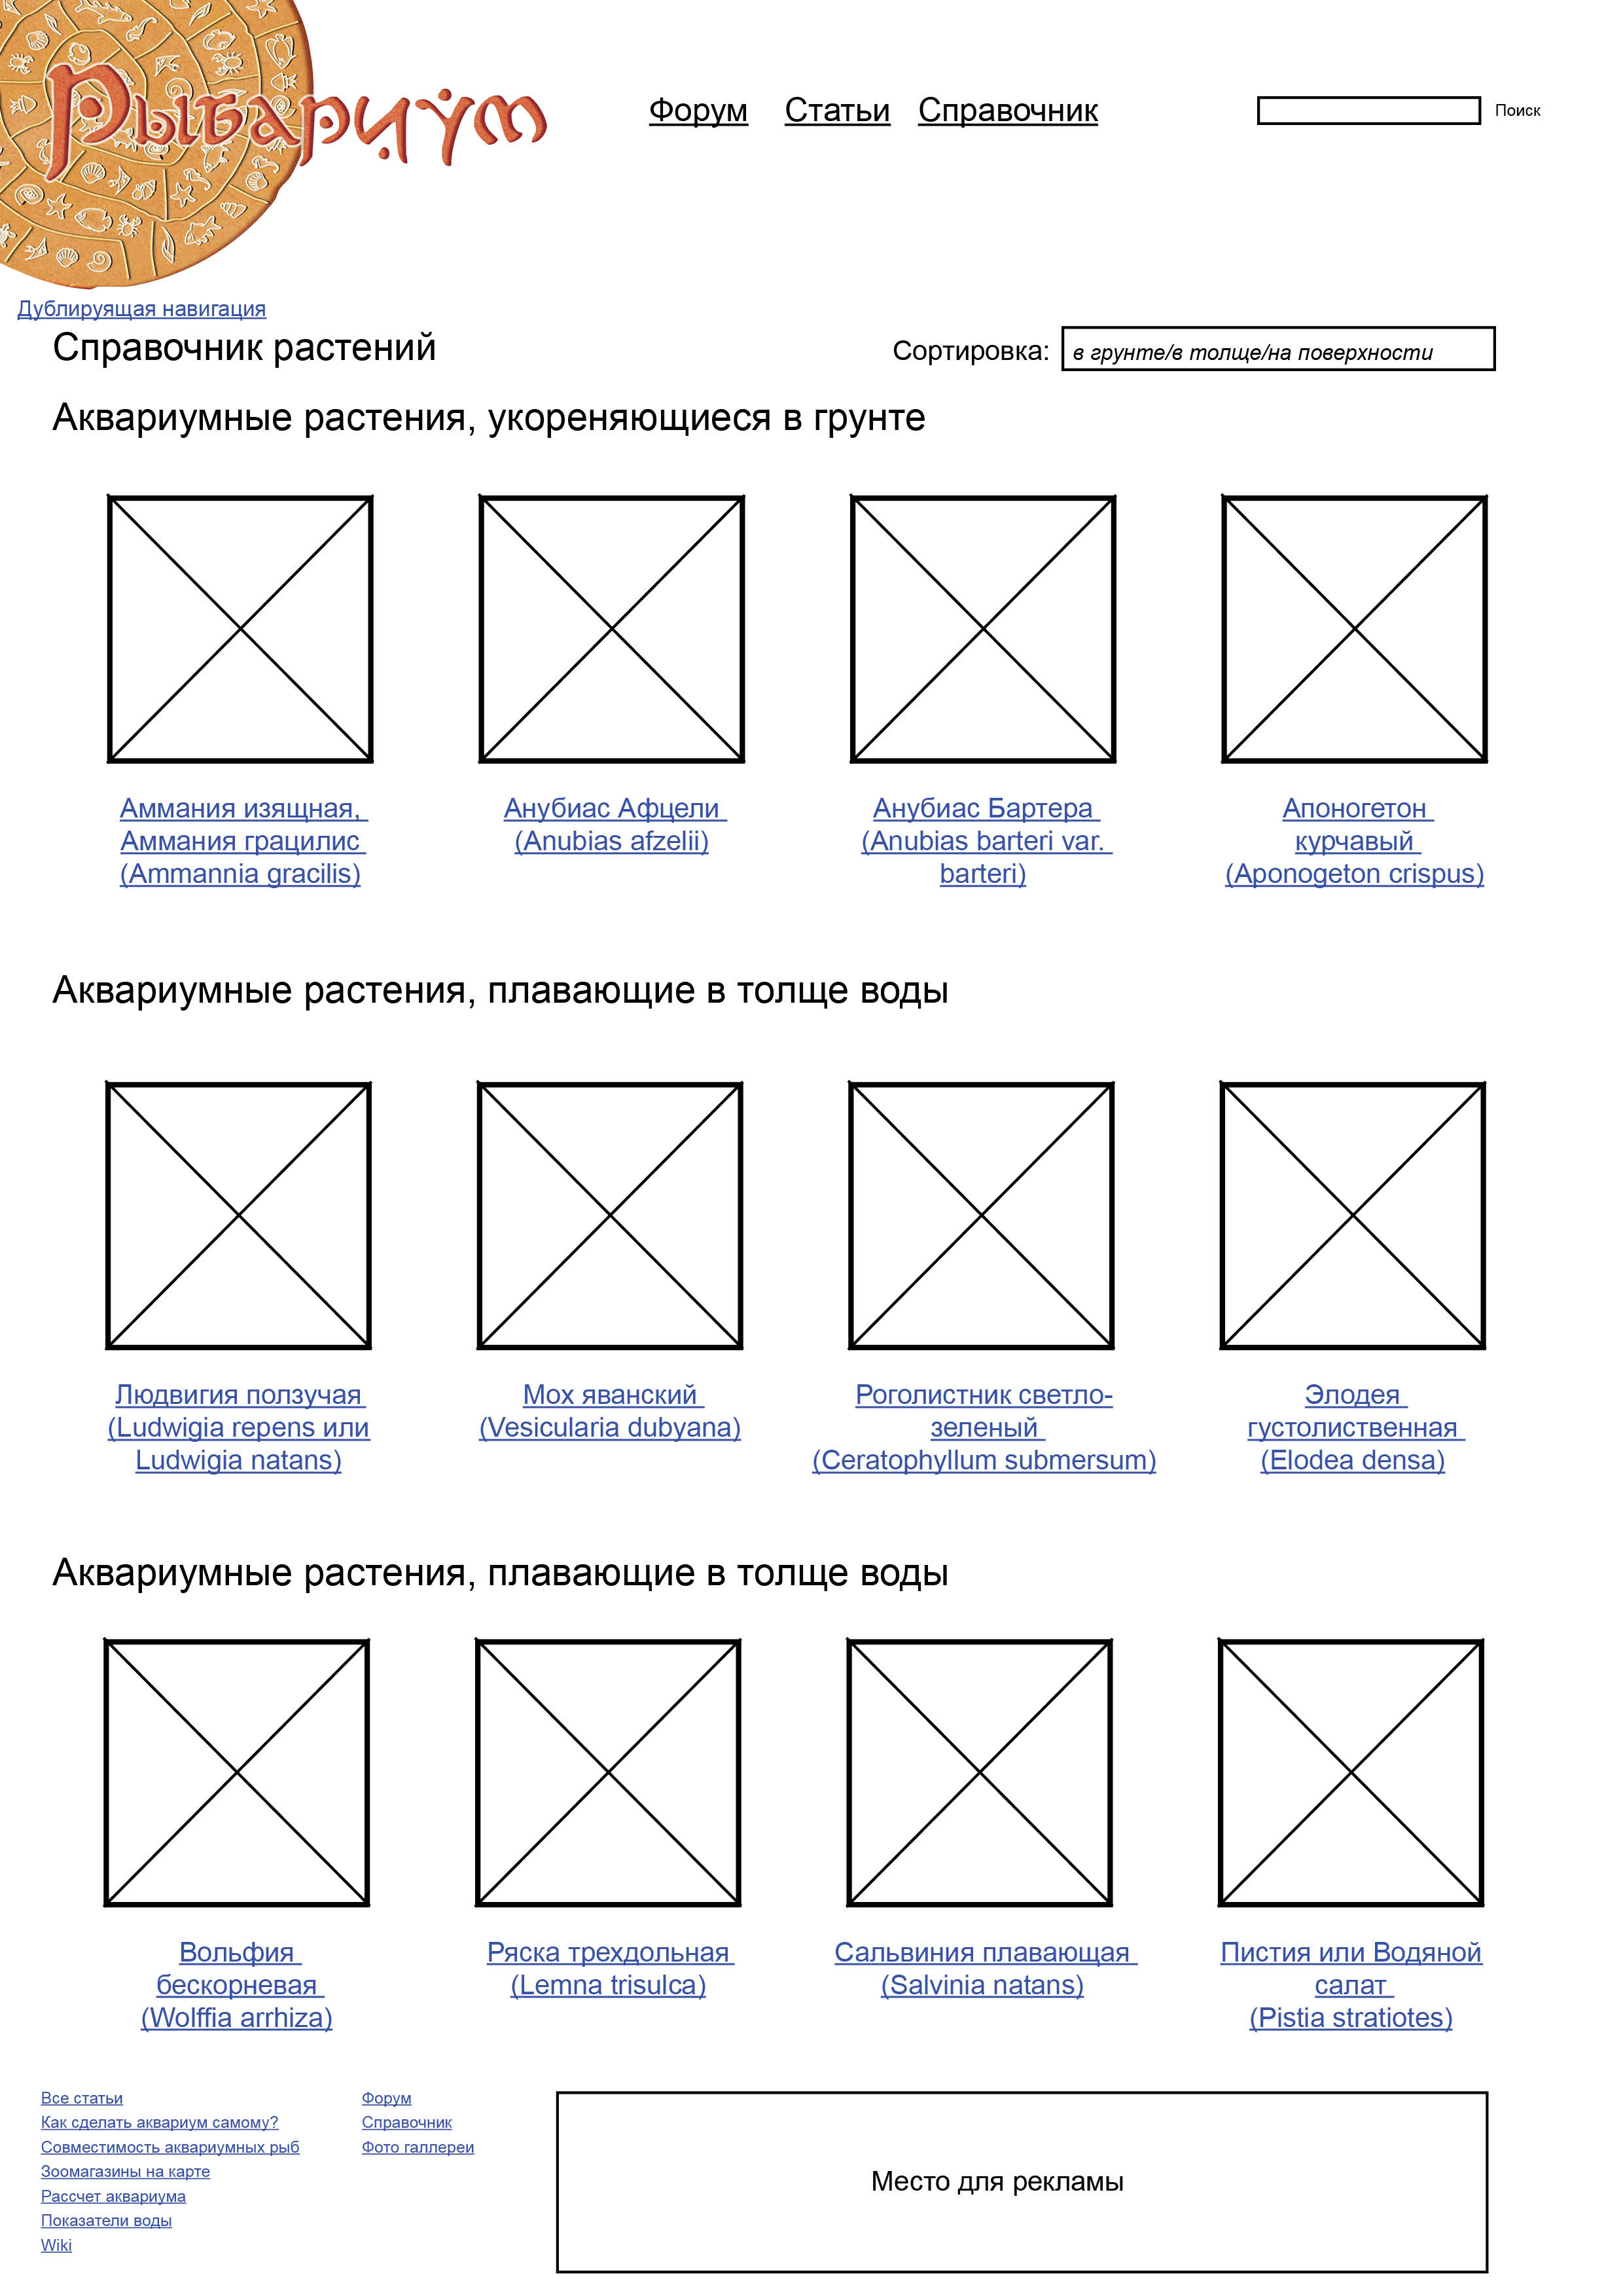 Рыбариум
Форум Статьи Справочник Поиск
Дублируящая навигация
Справочник растений
Сортировка: в грунте/в толще/на поверхности
Аквариумные растения, укореняющиеся в грунте
Аммания изящная,
Аммания грацилис
(Ammannia gracilis)
Анубиас Афцели
(Anubias afzelii)
Анубиас Бартера
(Anubias barteri var.
barteri)
Апоногетон
курчавый
(Aponogeton crispus)
Аквариумные растения, плавающие в толще воды
Людвигия ползучая
(Ludwigia repens или
Ludwigia natans)
Мох яванский
(Vesicularia dubyana)
Роголистник светло-
зеленый
(Ceratophyllum submersum)
Элодея
густолиственная
(Elodea densa)
Аквариумные растения, плавающие в толще воды
Вольфия
бескорневая
(Wolffia arrhiza)
Ряска трехдольная
(Lemna trisulca)
Сальвиния плавающая
(Salvinia natans)
Пистия или Водяной
салат
(Pistia stratiotes)
Все статьи
Как сделать аквариум самому?
Совместимость аквариумных рыб
Зоомагазины на карте
Рассчет аквариума
Показатели воды
Wiki
Форум
Справочник
Фото галлереи
Место для рекламы